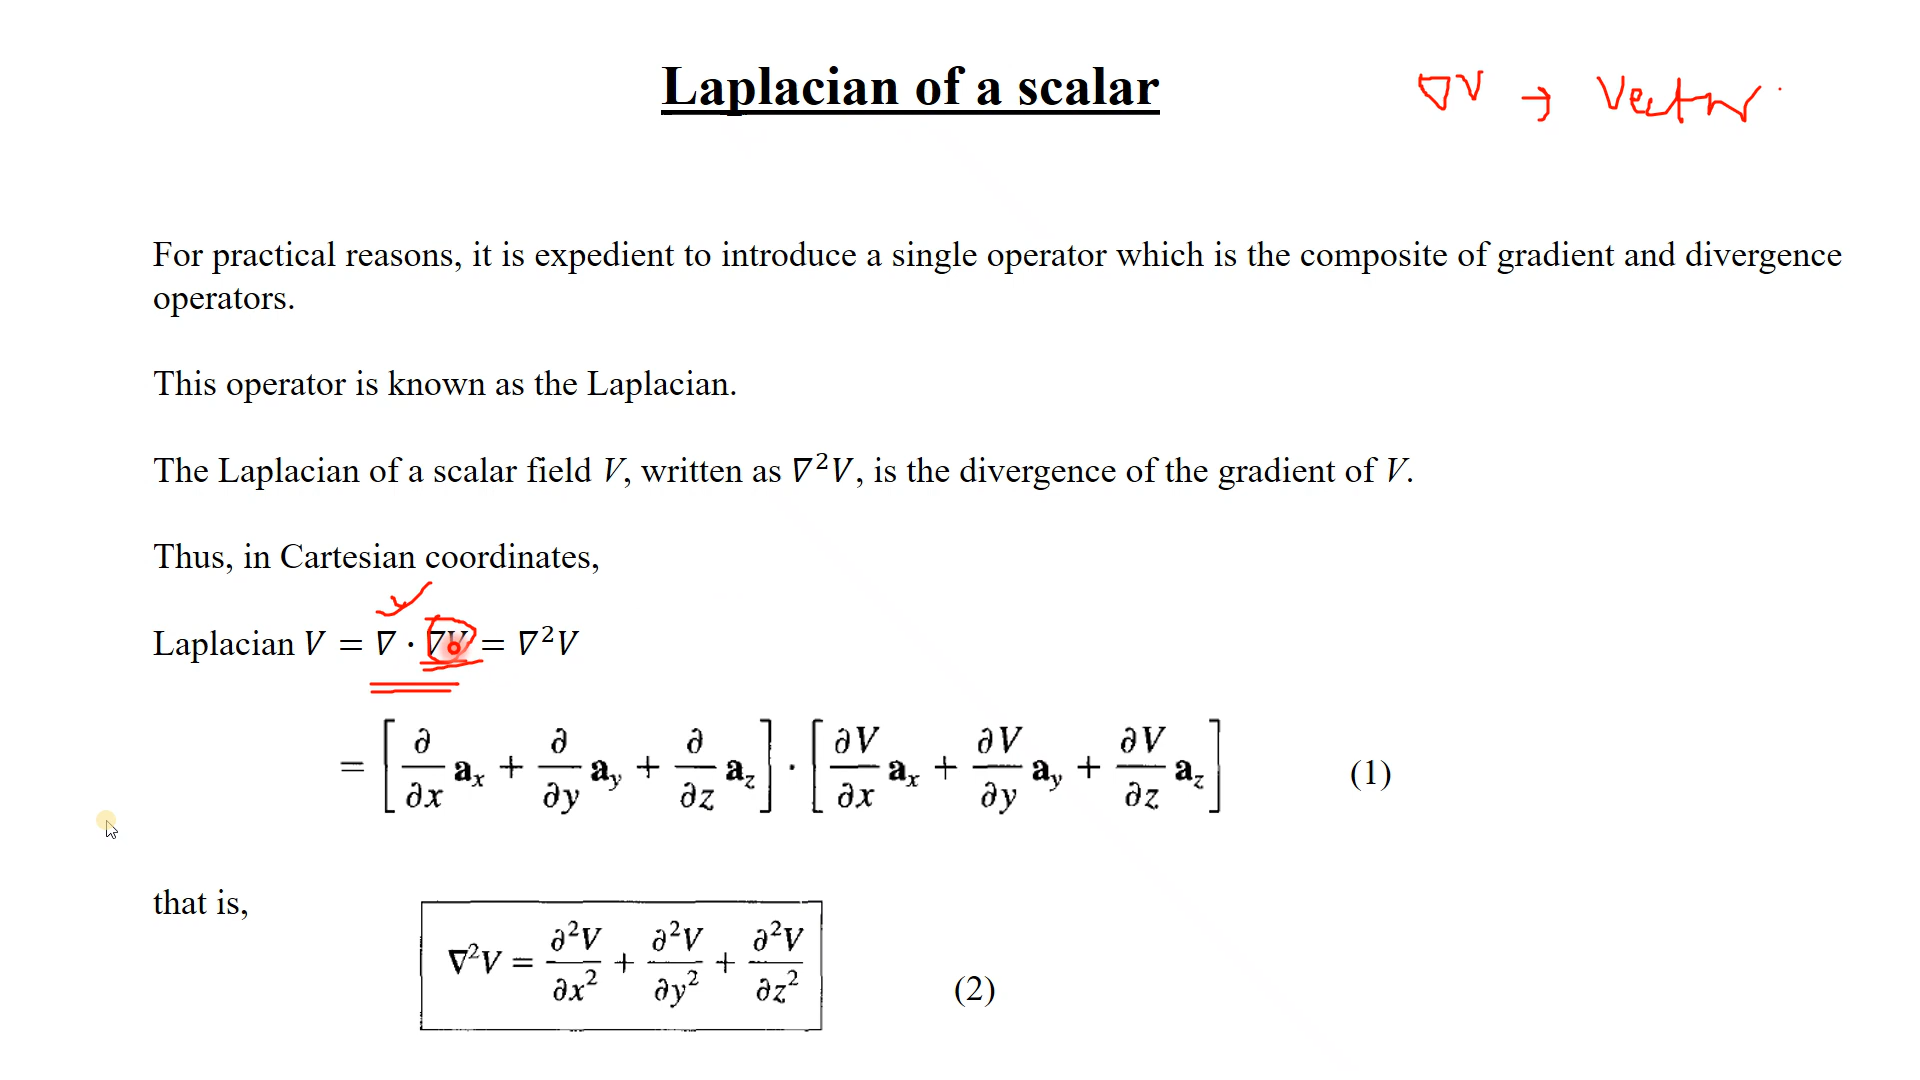 Laplacian of a scalar
∇V → Vector
For practical reasons, it is expedient to introduce a single operator which is the composite of gradient and divergence
operators.
This operator is known as the Laplacian.
The Laplacian of a scalar field V, written as ∇²V, is the divergence of the gradient of V.
Thus, in Cartesian coordinates,
Laplacian V = ∇ · ∇V = ∇²V
= [∂/∂x aₓ + ∂/∂y a_y + ∂/∂z a_z] · [∂V/∂x aₓ + ∂V/∂y a_y + ∂V/∂z a_z] (1)
that is,
∇²V = ∂²V/∂x² + ∂²V/∂y² + ∂²V/∂z² (2)